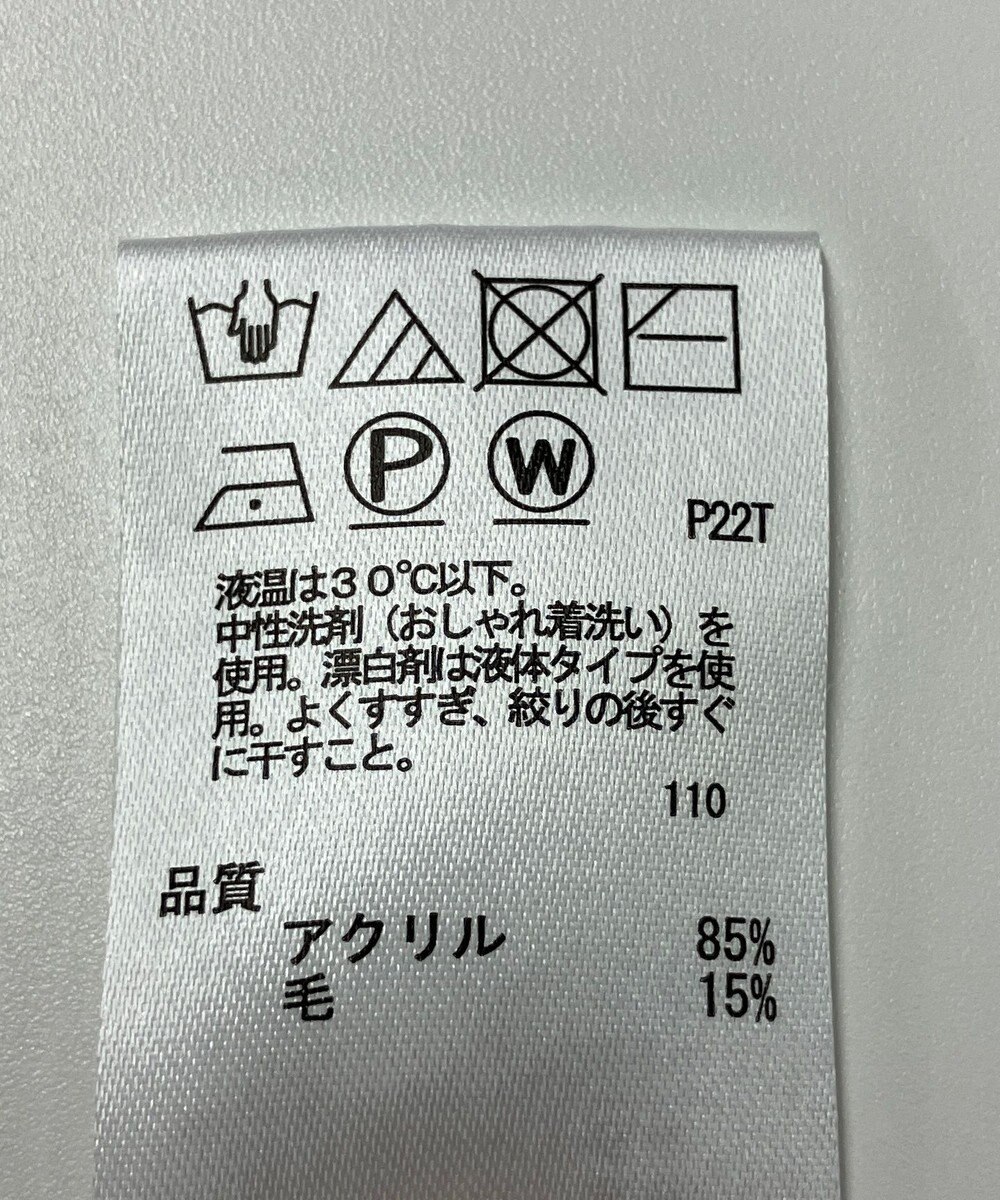 P
W
P22T
液温は30℃以下。
中性洗剤（おしゃれ着洗い）を
使用。漂白剤は液体タイプを使
用。よくすすぎ、絞りの後すぐ
に干すこと。
110
品質
アクリル 85%
毛 15%